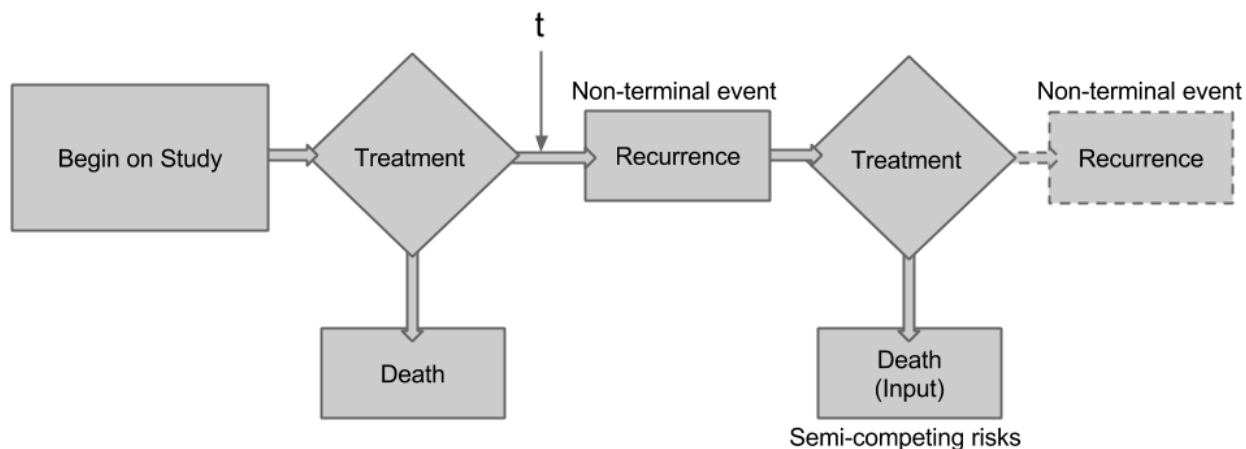 t
Non-terminal event
Non-terminal event
Begin on Study
Treatment
Recurrence
Treatment
Recurrence
Death
Death
(Input)
Semi-competing risks